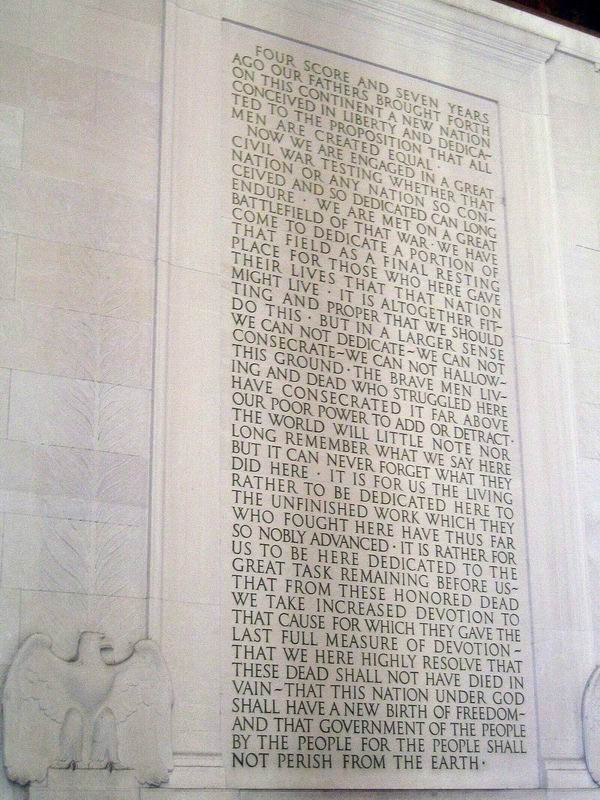 FOUR SCORE AND SEVEN YEARS
AGO OUR FATHERS BROUGHT FORTH
ON THIS CONTINENT A NEW NATION
CONCEIVED IN LIBERTY AND DEDICA-
TED TO THE PROPOSITION THAT ALL
MEN ARE CREATED EQUAL ·
NOW WE ARE ENGAGED IN A GREAT
CIVIL WAR TESTING WHETHER THAT
NATION OR ANY NATION SO CON-
CEIVED AND SO DEDICATED CAN LONG
ENDURE · WE ARE MET ON A GREAT
BATTLEFIELD OF THAT WAR · WE HAVE
COME TO DEDICATE A PORTION OF
THAT FIELD AS A FINAL RESTING
PLACE FOR THOSE WHO HERE GAVE
THEIR LIVES THAT THAT NATION
MIGHT LIVE · IT IS ALTOGETHER FIT-
TING AND PROPER THAT WE SHOULD
DO THIS · BUT IN A LARGER SENSE
WE CAN NOT DEDICATE~WE CAN NOT
CONSECRATE~WE CAN NOT HALLOW~
THIS GROUND · THE BRAVE MEN LIV-
ING AND DEAD WHO STRUGGLED HERE
HAVE CONSECRATED IT FAR ABOVE
OUR POOR POWER TO ADD OR DETRACT ·
THE WORLD WILL LITTLE NOTE NOR
LONG REMEMBER WHAT WE SAY HERE
BUT IT CAN NEVER FORGET WHAT THEY
DID HERE · IT IS FOR US THE LIVING
RATHER TO BE DEDICATED HERE TO
THE UNFINISHED WORK WHICH THEY
WHO FOUGHT HERE HAVE THUS FAR
SO NOBLY ADVANCED · IT IS RATHER FOR
US TO BE HERE DEDICATED TO THE
GREAT TASK REMAINING BEFORE US~
THAT FROM THESE HONORED DEAD
WE TAKE INCREASED DEVOTION TO
THAT CAUSE FOR WHICH THEY GAVE THE
LAST FULL MEASURE OF DEVOTION~
THAT WE HERE HIGHLY RESOLVE THAT
THESE DEAD SHALL NOT HAVE DIED IN
VAIN~THAT THIS NATION UNDER GOD
SHALL HAVE A NEW BIRTH OF FREEDOM~
AND THAT GOVERNMENT OF THE PEOPLE
BY THE PEOPLE FOR THE PEOPLE SHALL
NOT PERISH FROM THE EARTH ·